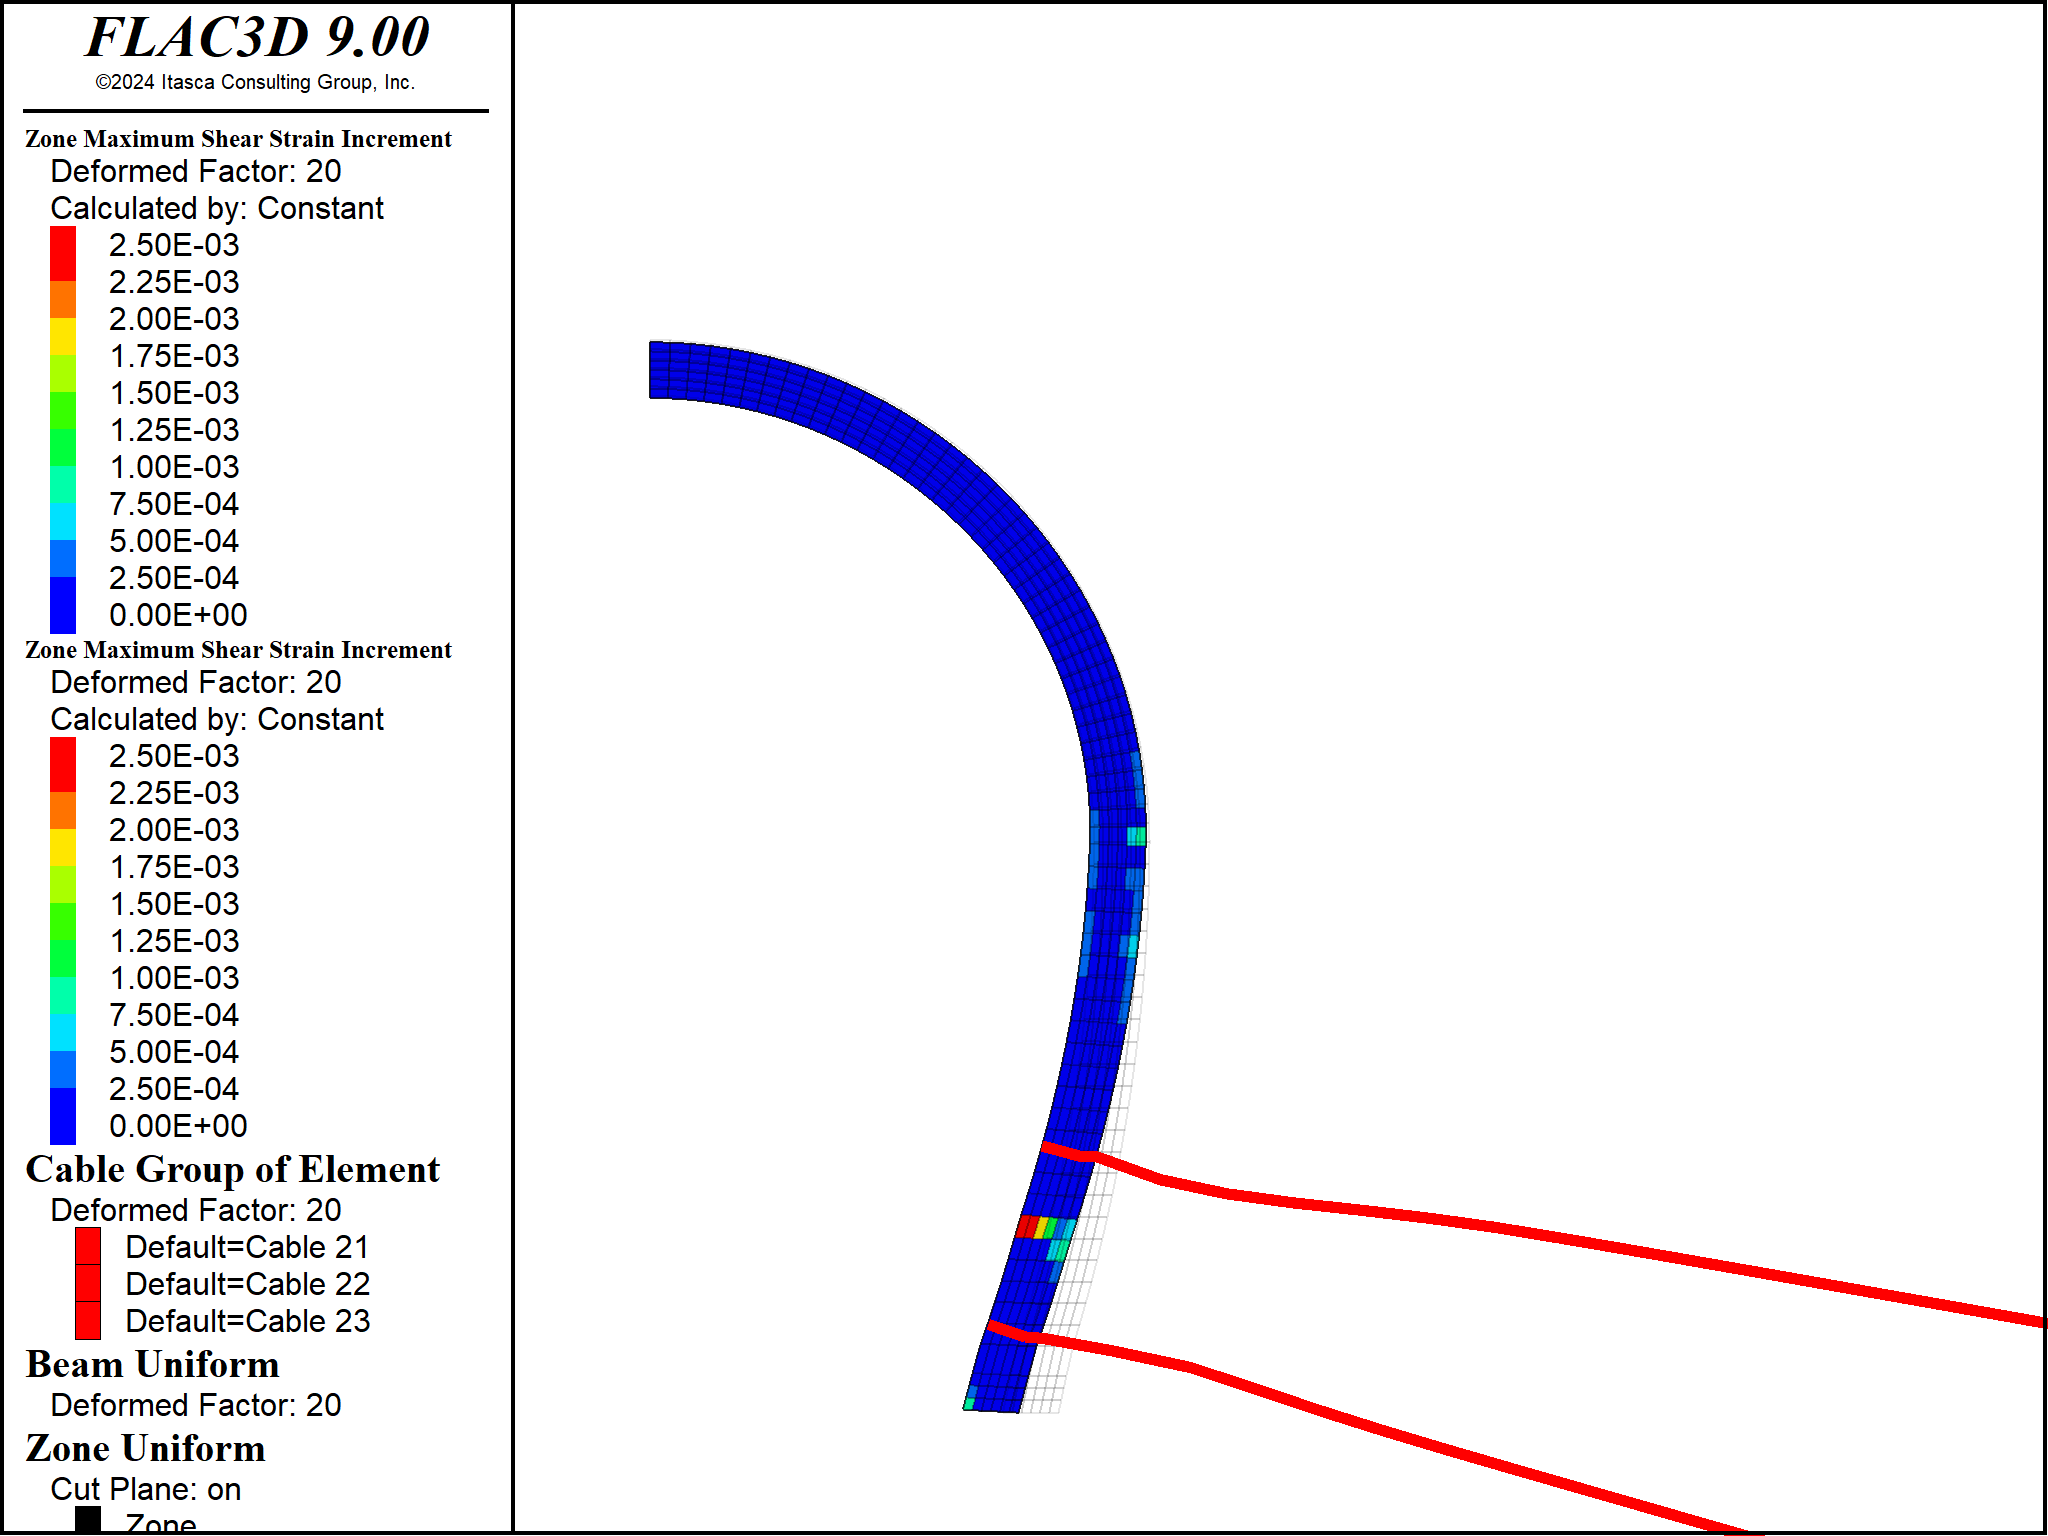 FLAC3D 9.00
©2024 Itasca Consulting Group, Inc.
Zone Maximum Shear Strain Increment
Deformed Factor: 20
Calculated by: Constant
2.50E-03
2.25E-03
2.00E-03
1.75E-03
1.50E-03
1.25E-03
1.00E-03
7.50E-04
5.00E-04
2.50E-04
0.00E+00
Zone Maximum Shear Strain Increment
Deformed Factor: 20
Calculated by: Constant
2.50E-03
2.25E-03
2.00E-03
1.75E-03
1.50E-03
1.25E-03
1.00E-03
7.50E-04
5.00E-04
2.50E-04
0.00E+00
Cable Group of Element
Deformed Factor: 20
Default=Cable 21
Default=Cable 22
Default=Cable 23
Beam Uniform
Deformed Factor: 20
Zone Uniform
Cut Plane: on
Zone